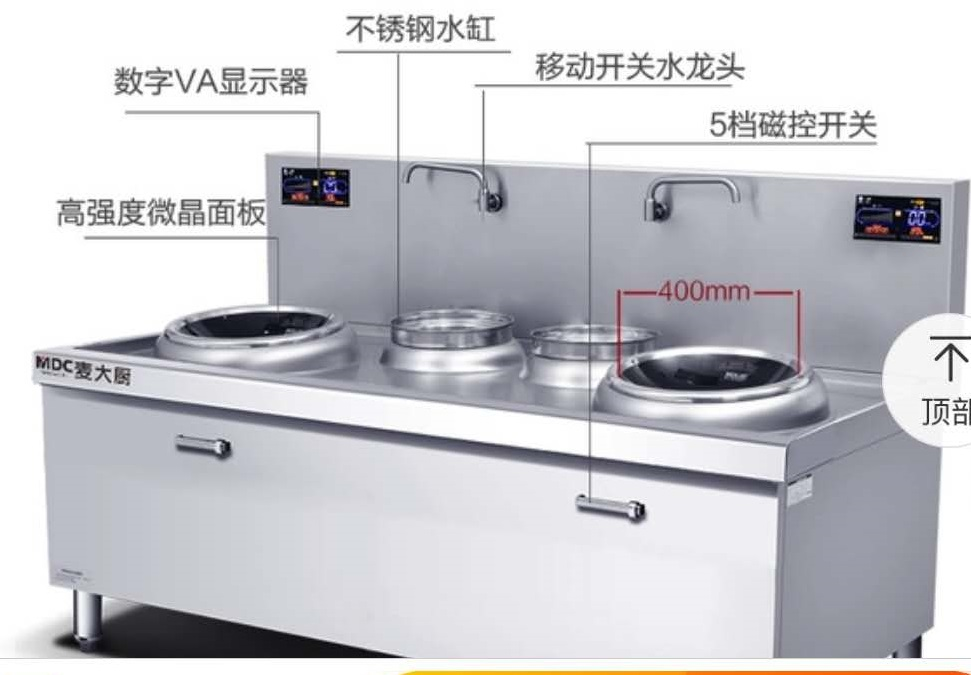 不锈钢水缸
移动开关水龙头
数字VA显示器
5档磁控开关
高强度微晶面板
400mm
MDC麦大厨
顶部